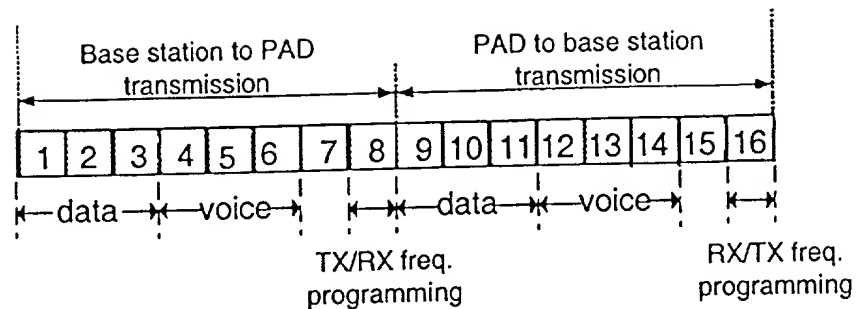 Base station to PAD
transmission
PAD to base station
transmission
1 2 3 4 5 6 7 8 9 10 11 12 13 14 15 16
data voice data voice
TX/RX freq.
programming
RX/TX freq.
programming